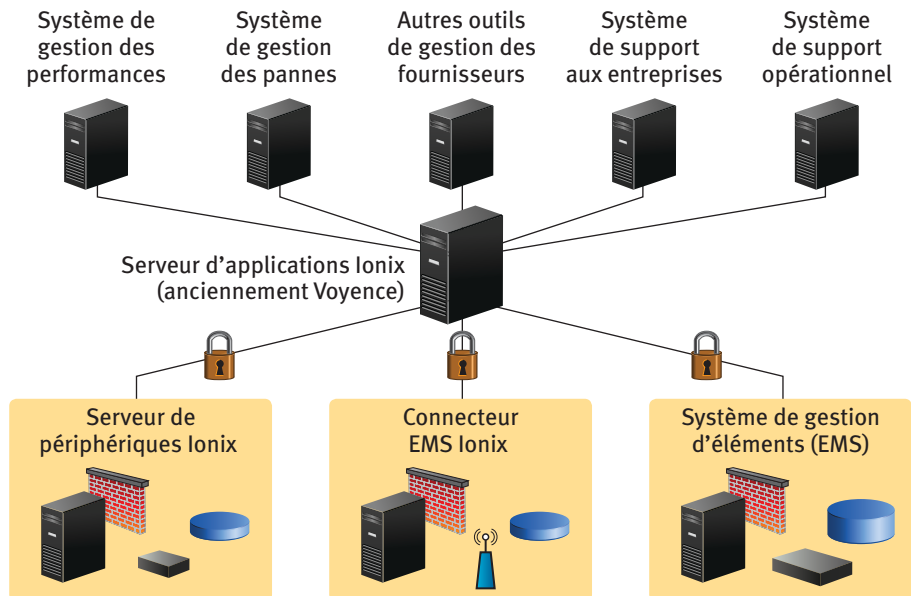 Système de
gestion des
performances
Système
de gestion
des pannes
Autres outils
de gestion des
fournisseurs
Système
de support
aux entreprises
Système
de support
opérationnel
Serveur d’applications Ionix
(anciennement Voyence)
Serveur de
périphériques Ionix
Connecteur
EMS Ionix
Système de gestion
d’éléments (EMS)